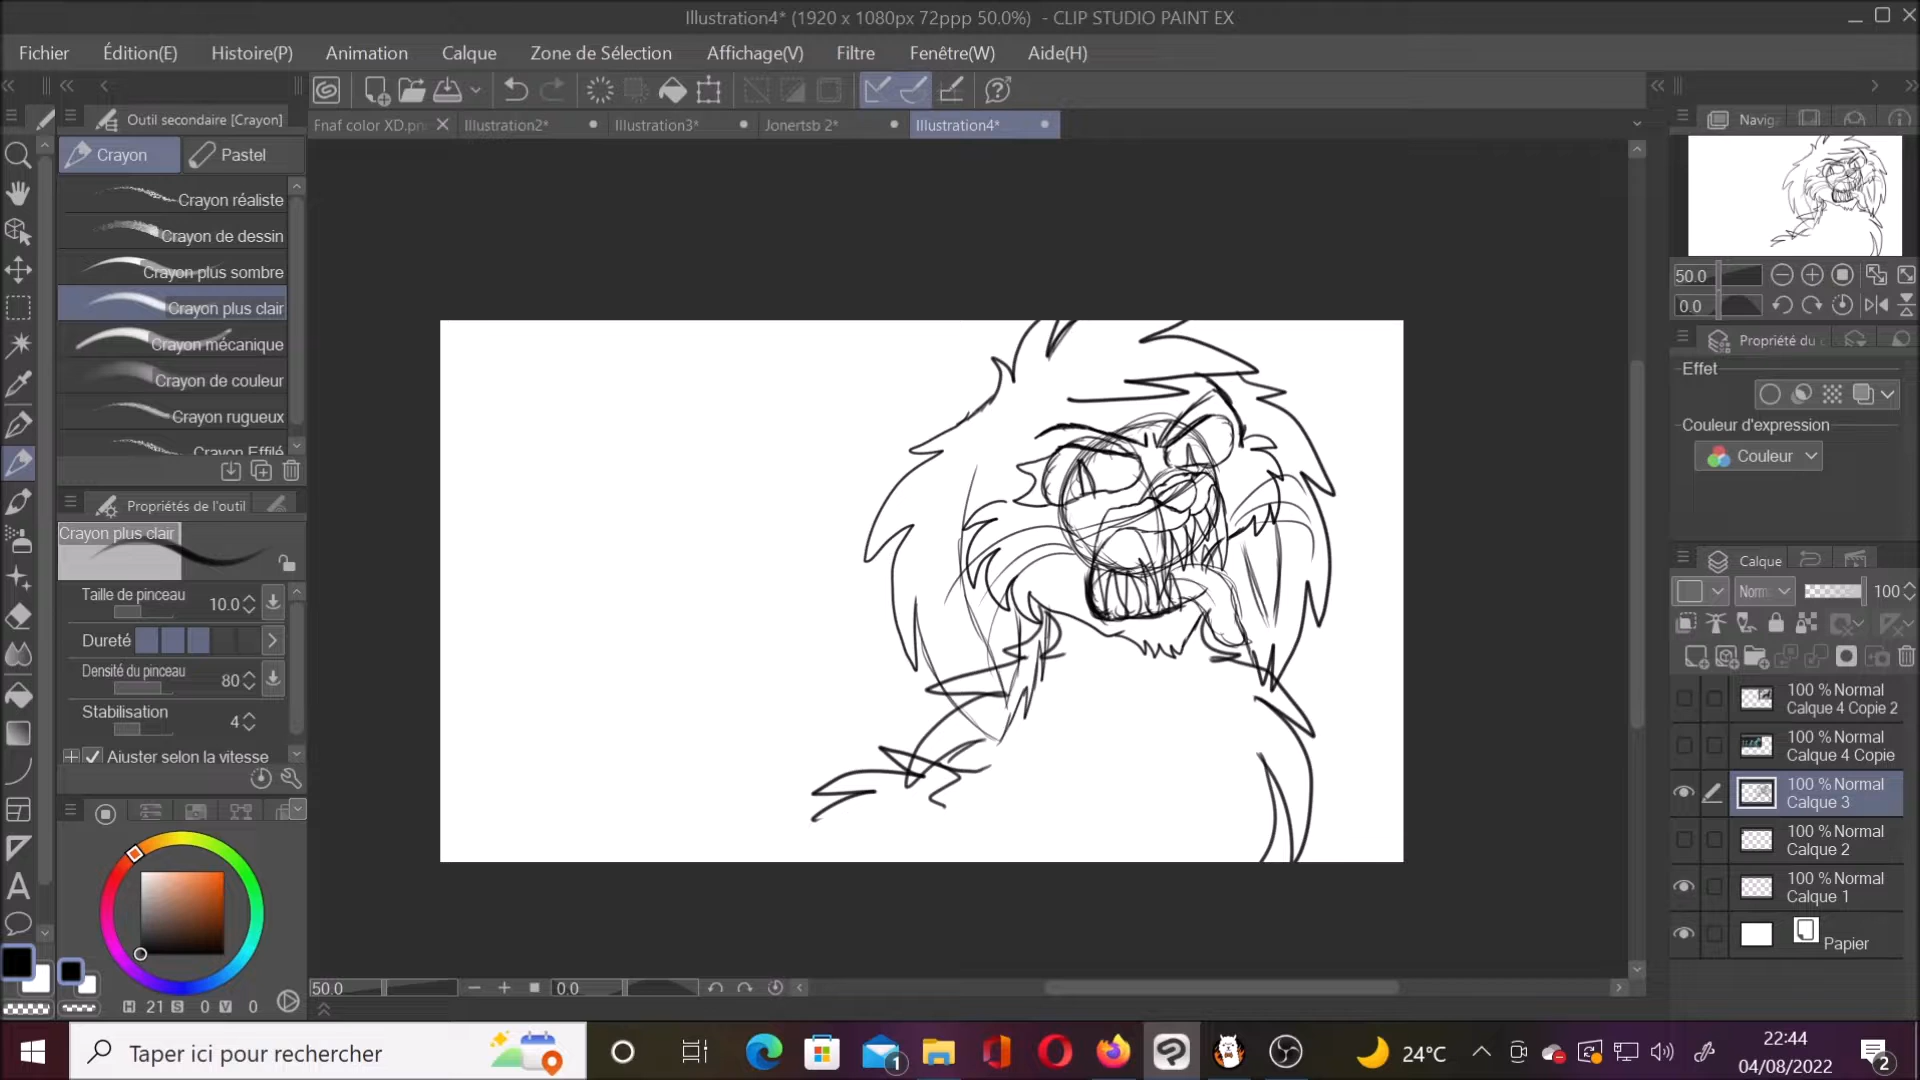 Illustration4* (1920 x 1080px 72ppp 50.0%) - CLIP STUDIO PAINT EX
Fichier Édition(E) Histoire(P) Animation Calque Zone de Sélection Affichage(V) Filtre Fenêtre(W) Aide(H)
Outil secondaire [Crayon]
Fnaf color XD.pn Illustration2* Illustration3* Jonertsb 2* Illustration4*
Navig
Crayon Pastel
Crayon réaliste
Crayon de dessin
Crayon plus sombre
Crayon plus clair
Crayon mécanique
Crayon de couleur
Crayon rugueux
Crayon Effilé
50.0
0.0
Propriété du c
Effet
Couleur d'expression
Couleur
Propriétés de l'outil
Crayon plus clair
Taille de pinceau 10.0
Dureté
Densité du pinceau 80
Stabilisation 4
Ajuster selon la vitesse
Calque
Norm 100
100 % Normal
Calque 4 Copie 2
100 % Normal
Calque 4 Copie
100 % Normal
Calque 3
100 % Normal
Calque 2
100 % Normal
Calque 1
Papier
H 21 S 0 V 0
50.0 0.0
Taper ici pour rechercher
1
24°C
22:44
04/08/2022
2